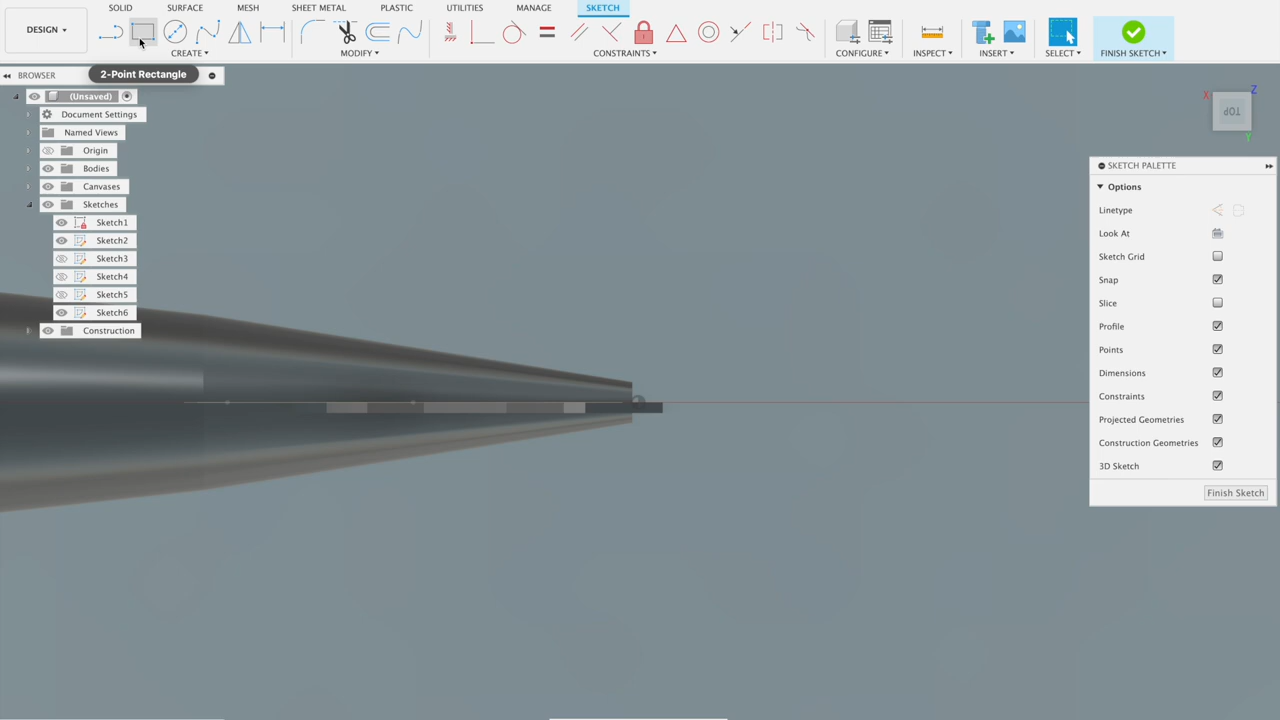 SOLID SURFACE MESH SHEET METAL PLASTIC UTILITIES MANAGE SKETCH
DESIGN
CREATE MODIFY CONSTRAINTS CONFIGURE INSPECT INSERT SELECT FINISH SKETCH
BROWSER
2-Point Rectangle
(Unsaved)
Document Settings
Named Views
Origin
Bodies
Canvases
Sketches
Sketch1
Sketch2
Sketch3
Sketch4
Sketch5
Sketch6
Construction
X
Z
TOP
Y
SKETCH PALETTE
Options
Linetype
Look At
Sketch Grid
Snap
Slice
Profile
Points
Dimensions
Constraints
Projected Geometries
Construction Geometries
3D Sketch
Finish Sketch